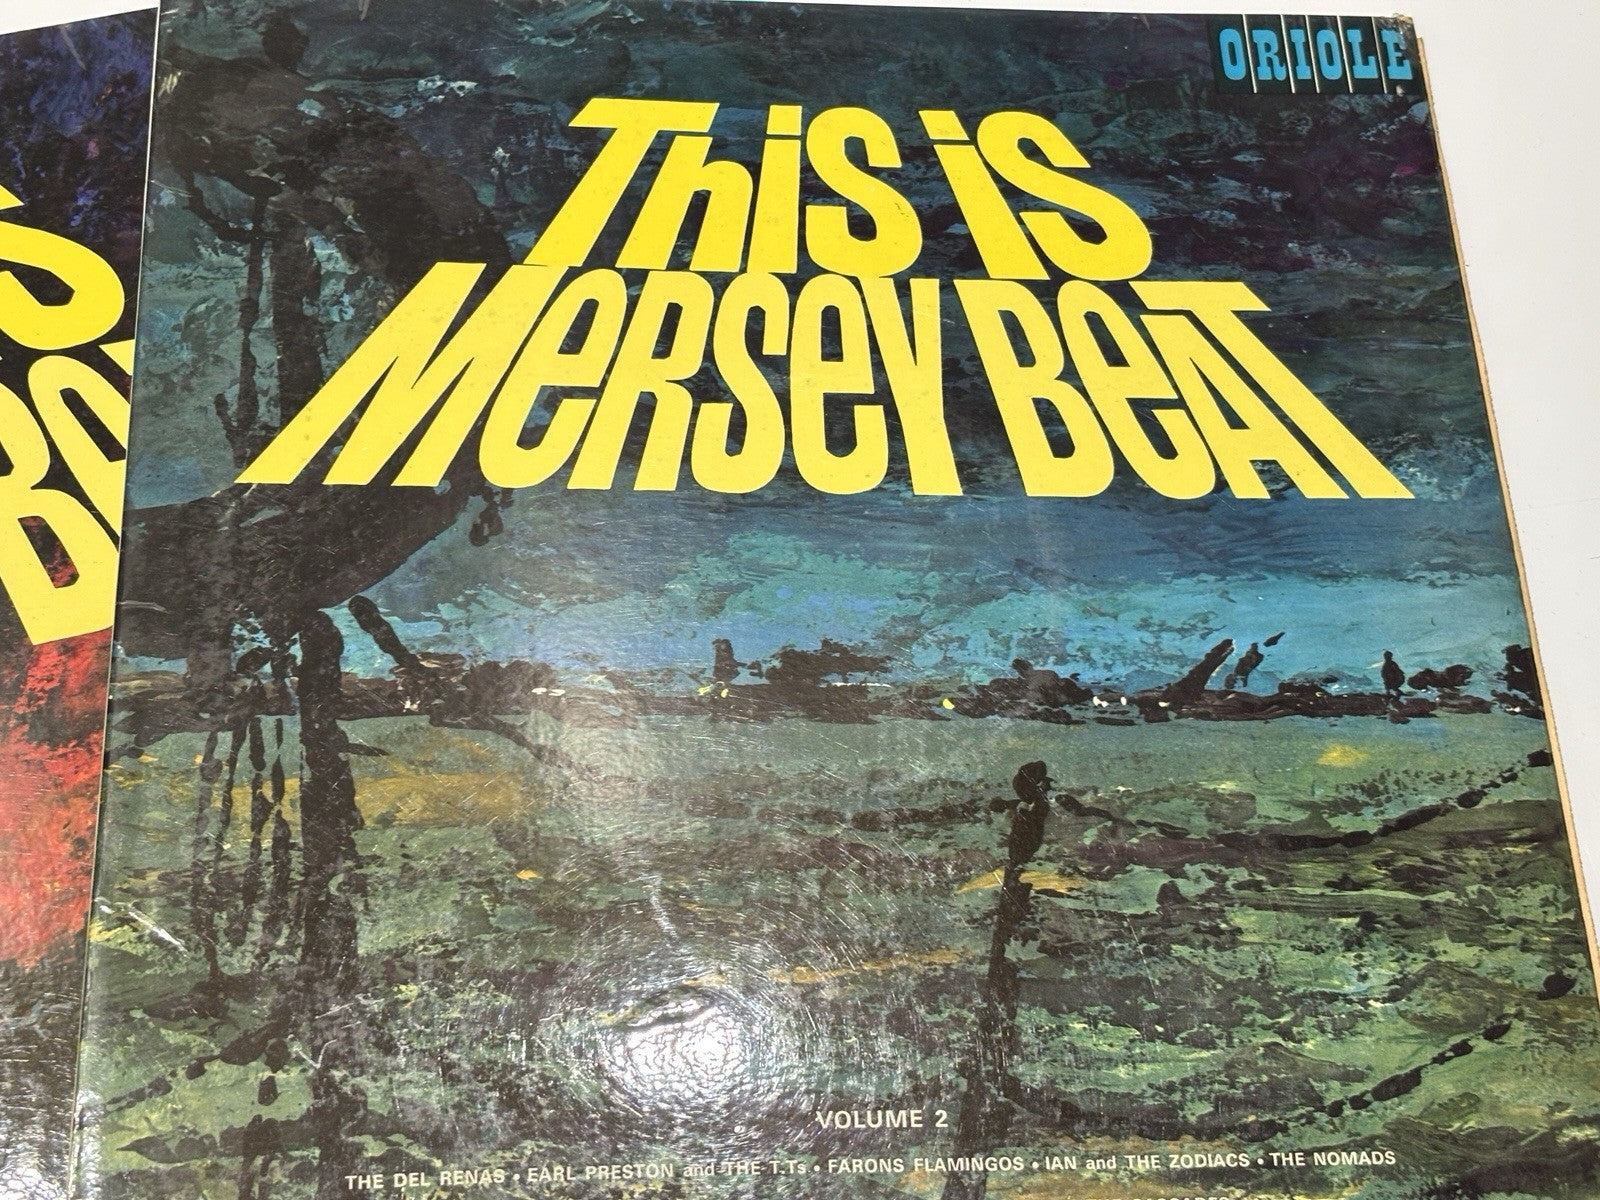 ORIOLE
THiS iS
MeRSeY BeAT
VOLUME 2
THE DEL RENAS • EARL PRESTON and THE T.Ts • FARONS FLAMINGOS • IAN and THE ZODIACS • THE NOMADS